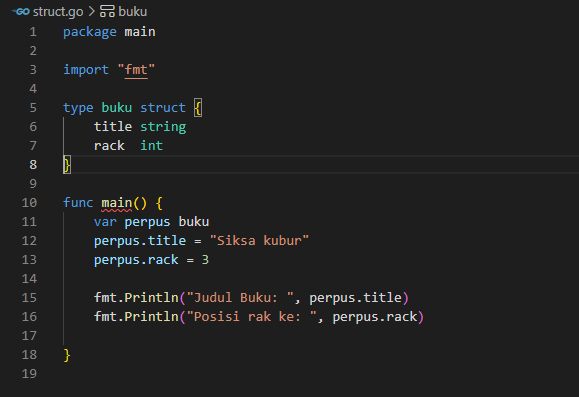 GO struct.go > buku
1 package main
2
3 import "fmt"
4
5 type buku struct {
6     title string
7     rack  int
8 }
9
10 func main() {
11     var perpus buku
12     perpus.title = "Siksa kubur"
13     perpus.rack = 3
14
15     fmt.Println("Judul Buku: ", perpus.title)
16     fmt.Println("Posisi rak ke: ", perpus.rack)
17
18 }
19